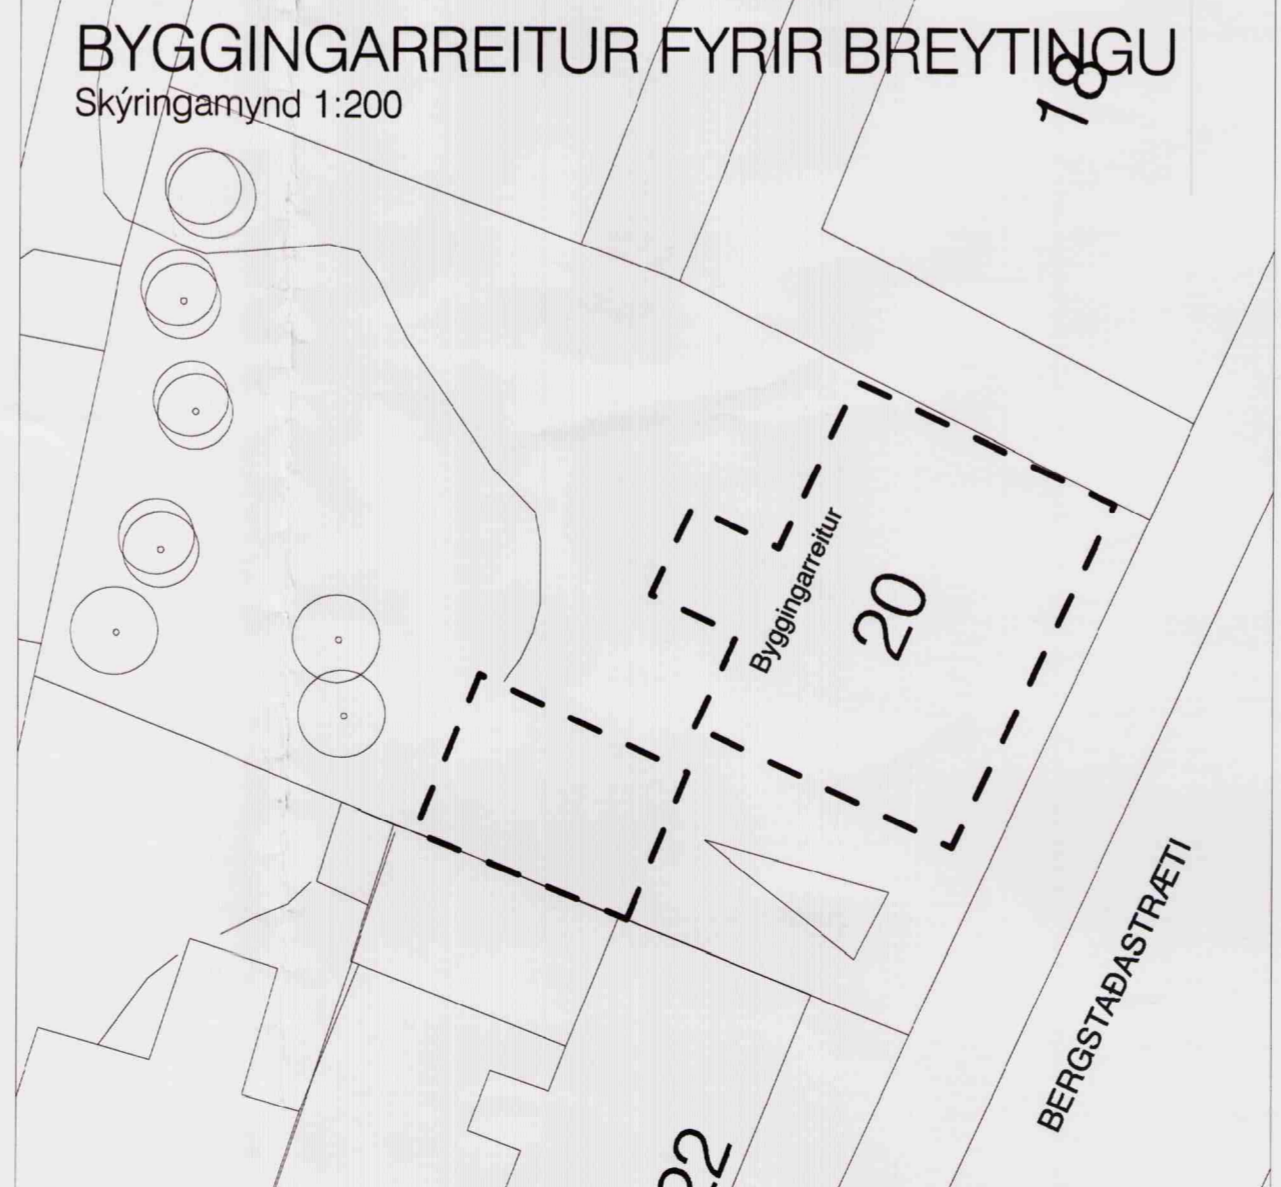 BYGGINGARREITUR FYRIR BREYTINGU
Skýringamynd 1:200
18
Byggingarreitur
20
BERGSTAÐASTRÆTI
22